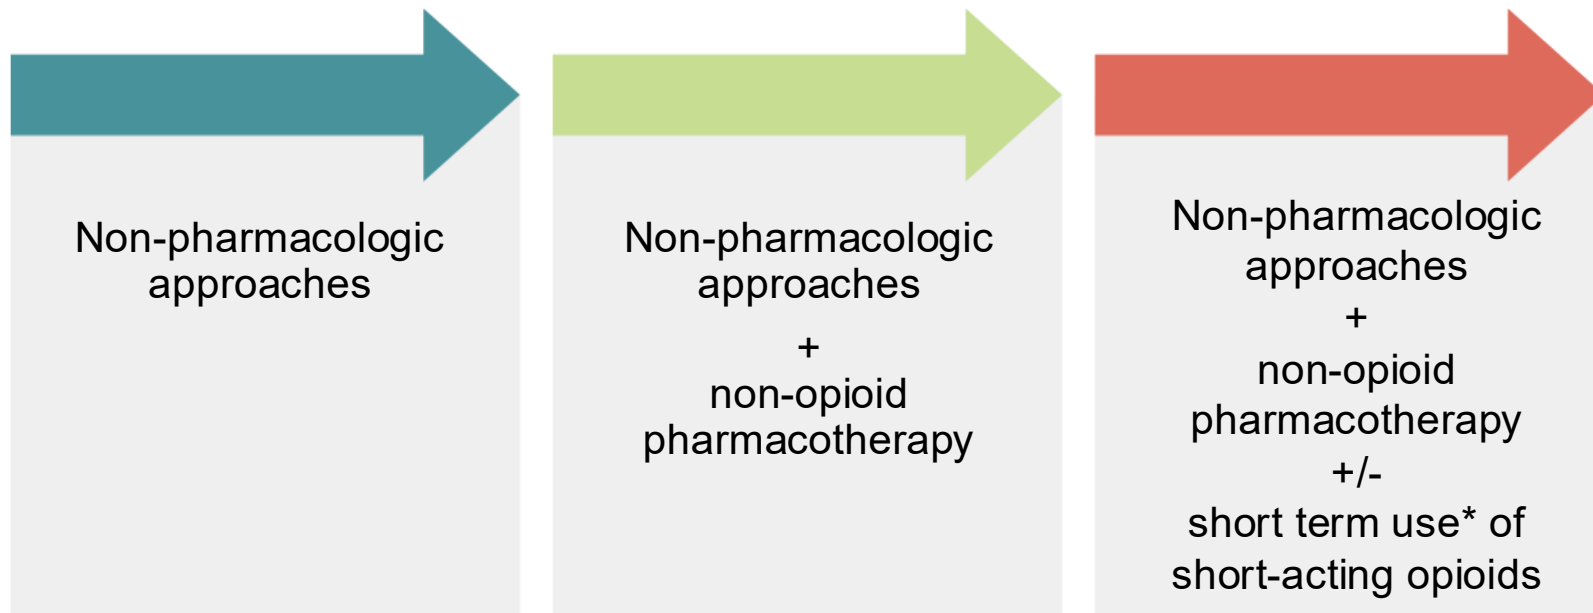 Non-pharmacologic
approaches
Non-pharmacologic
approaches
+
non-opioid
pharmacotherapy
Non-pharmacologic
approaches
+
non-opioid
pharmacotherapy
+/-
short term use* of
short-acting opioids